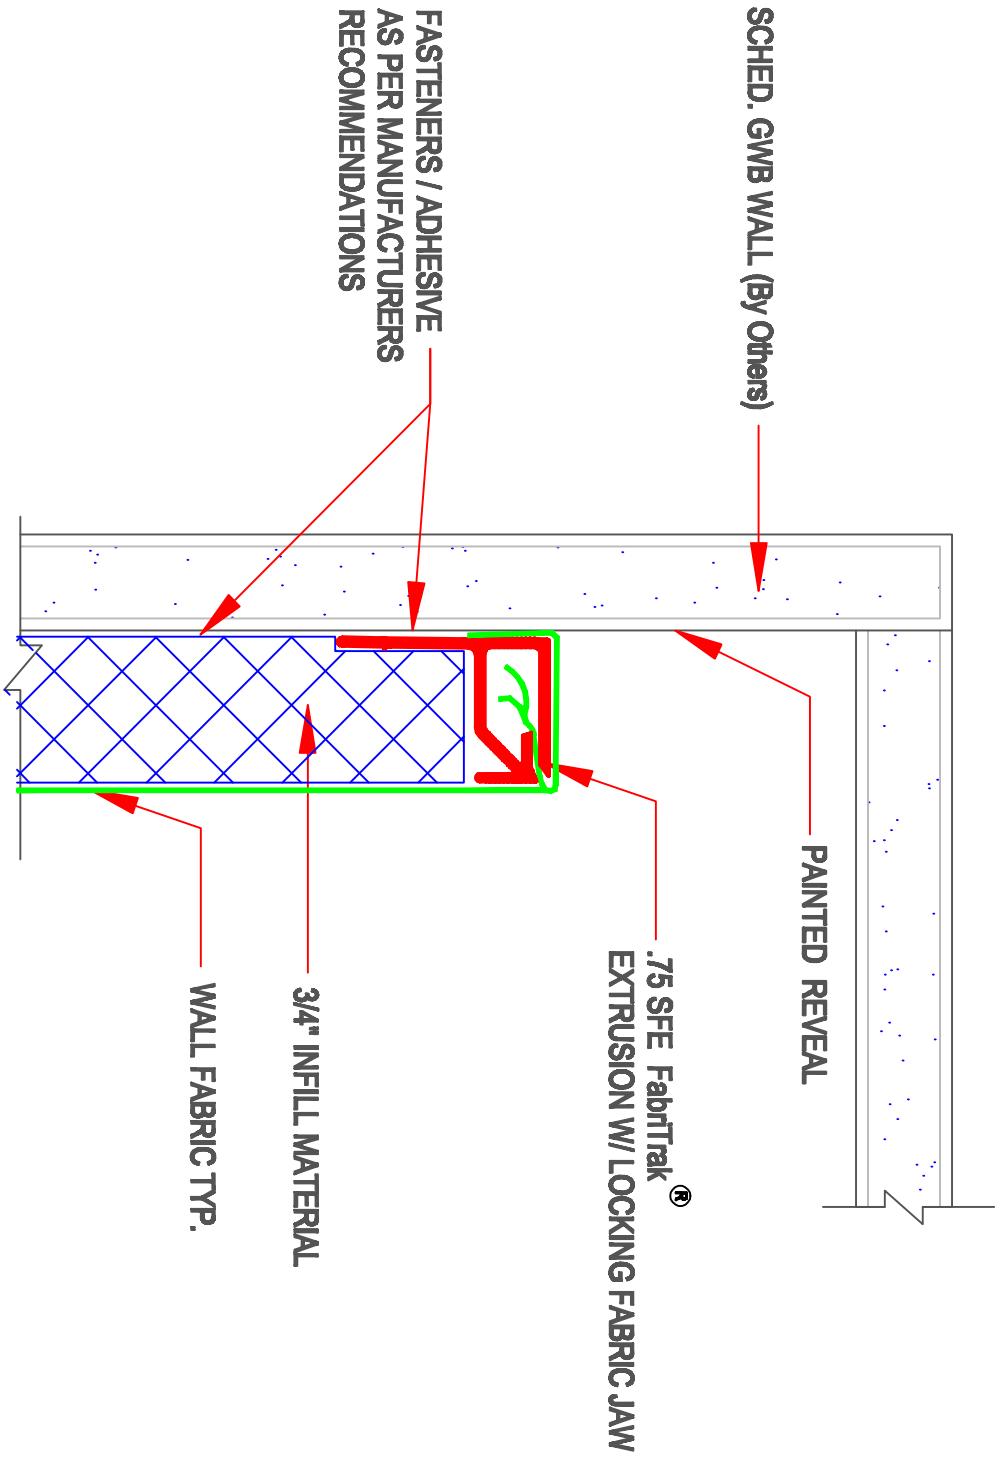 SCHED. GWB WALL (By Others)
FASTENERS / ADHESIVE
AS PER MANUFACTURERS
RECOMMENDATIONS
PAINTED REVEAL
.75 SFE FabriTrak ®
EXTRUSION W/ LOCKING FABRIC JAW
3/4" INFILL MATERIAL
WALL FABRIC TYP.